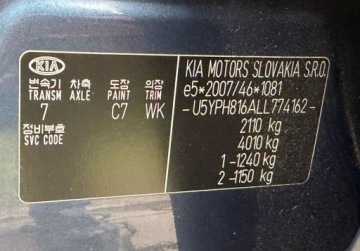 KIA
변속기 차축 도장 의장
TRANSM AXLE PAINT TRIM
7 C7 WK
정비부호
SVC CODE
KIA MOTORS SLOVAKIA S.R.O.
e5*2007/46*1081
-U5YPH816ALL774162-
2110 kg
4010 kg
1-1240 kg
2-1150 kg